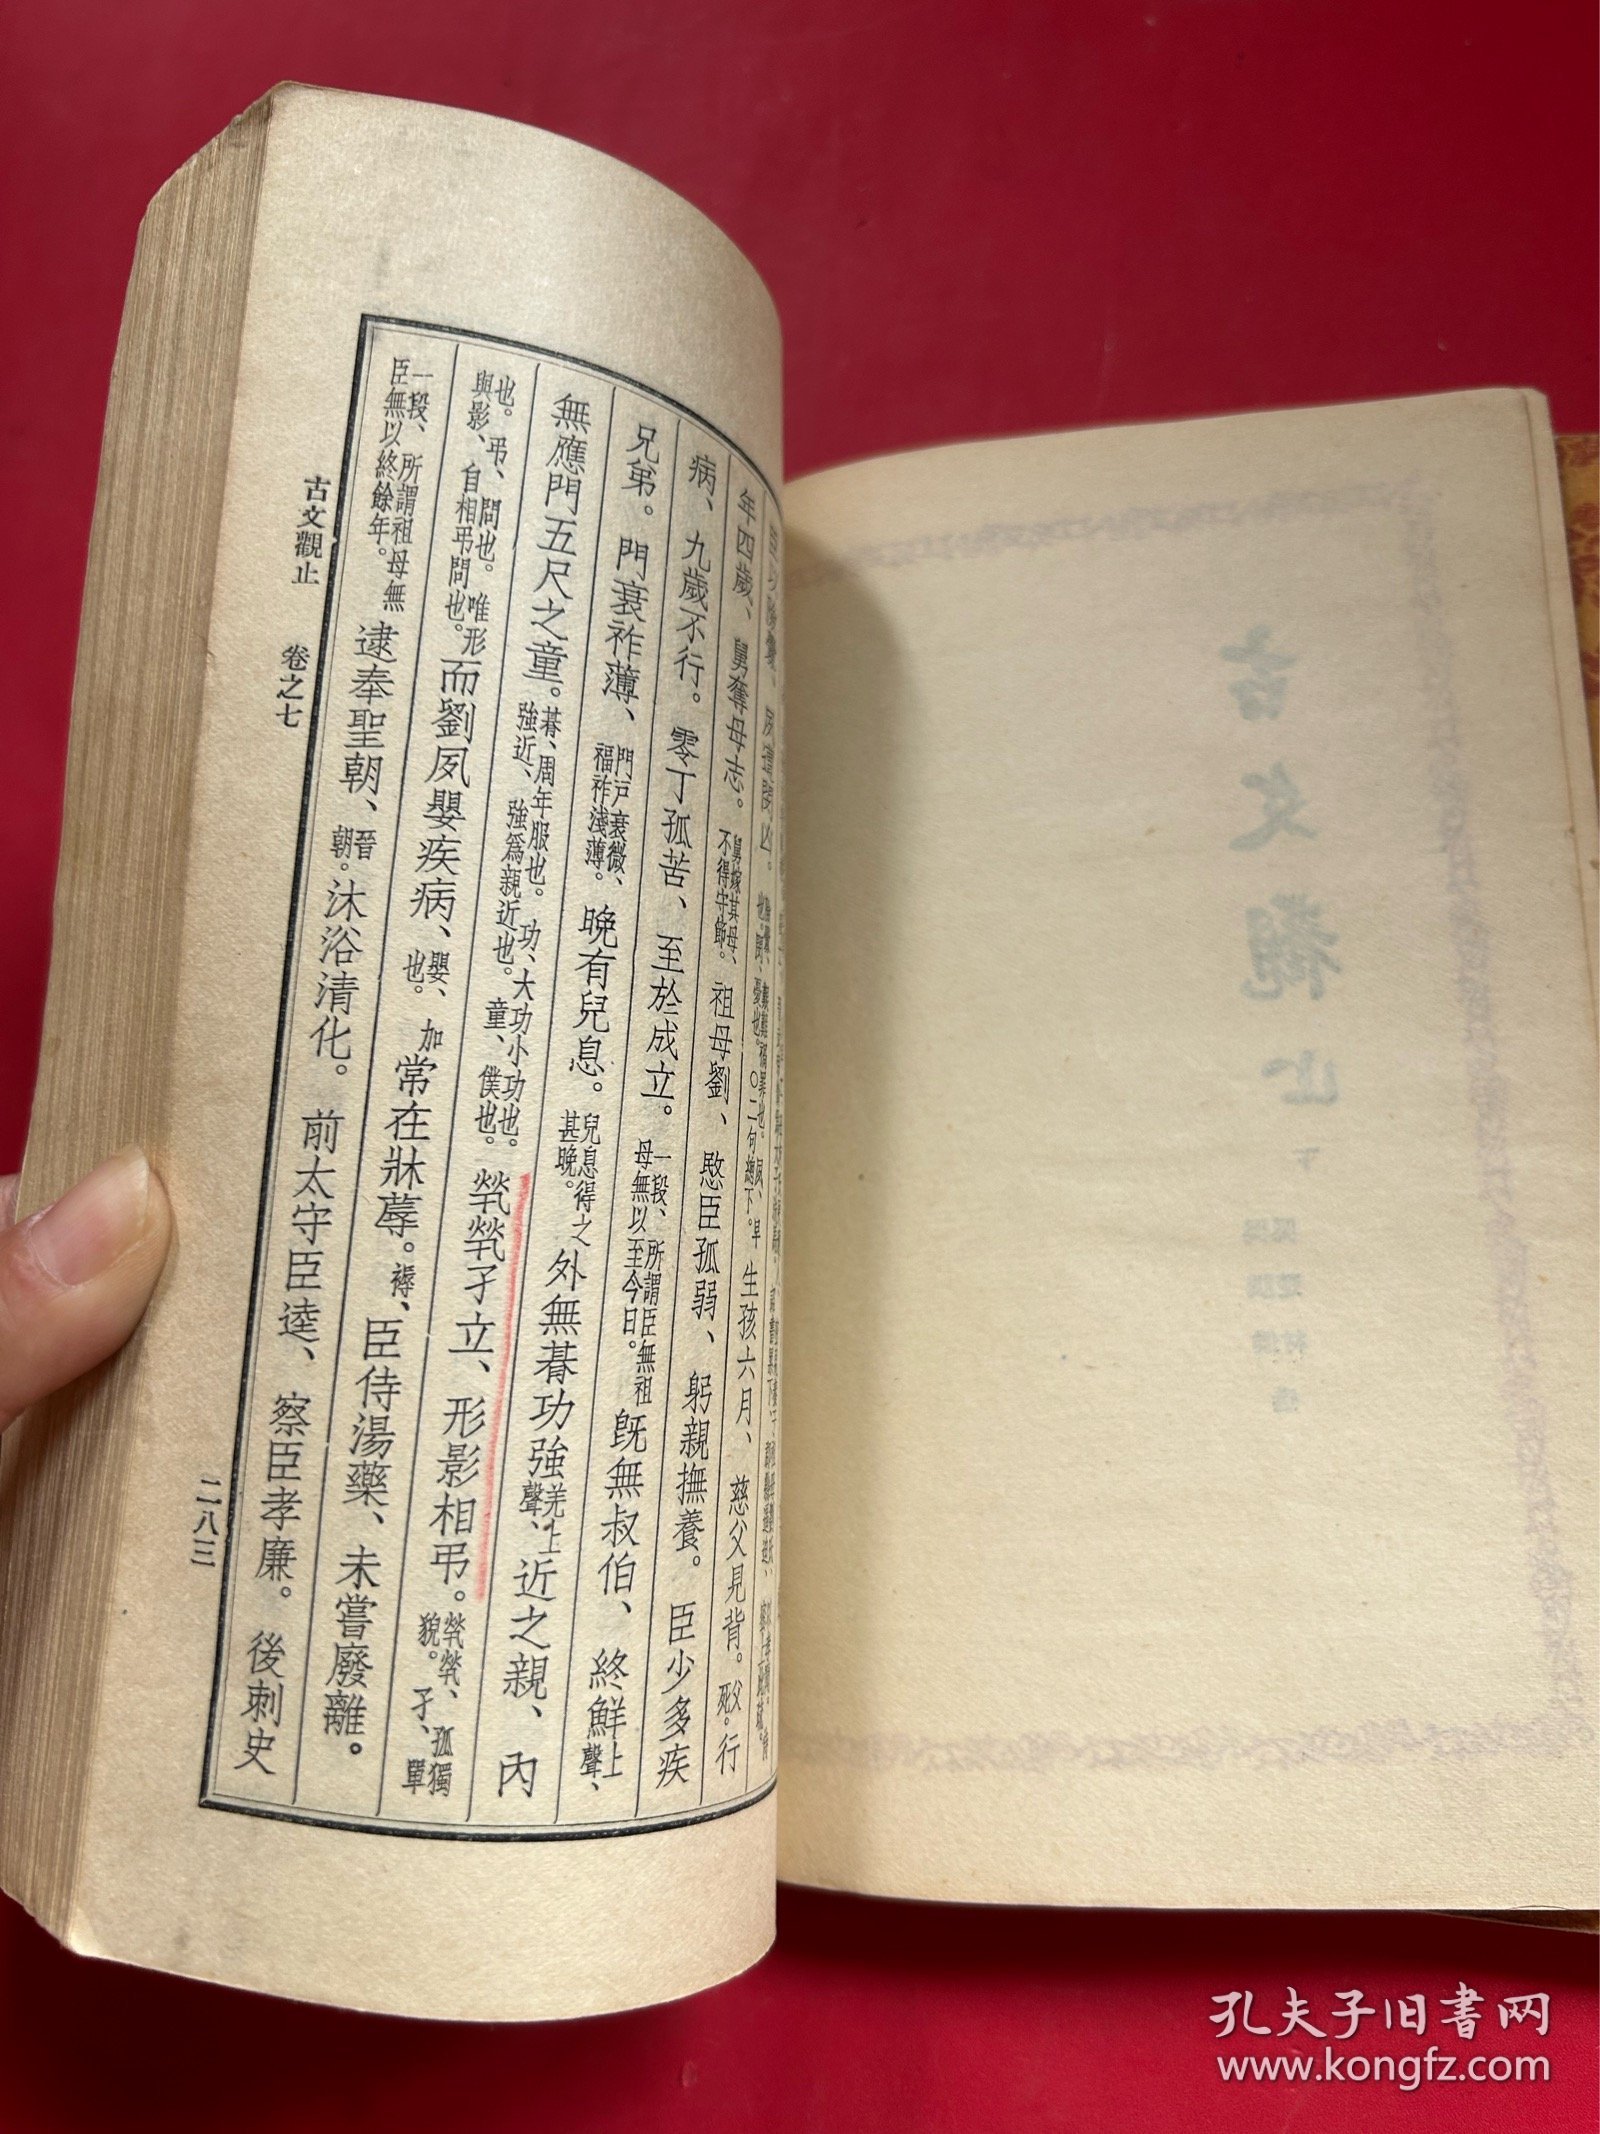 年四歲、舅奪母志。舅嫁其母、不得守節。祖母劉、愍臣孤弱、躬親撫養。臣少多疾
病、九歲不行。零丁孤苦、至於成立。一段、所謂臣無祖母無以至今日。既無叔伯、終鮮上聲、
兄弟。門衰祚薄、門戶衰微、福祚淺薄。晚有兒息。兒息得之甚晚。外無朞功強羌上聲、近之親、內
無應門五尺之童。朞、周年服也。功、大功小功也。強近、強爲親近也。童、僕也。煢煢孑立、形影相弔。煢煢、孤獨貌。孑、單
也。弔、問也。唯形與影、自相弔問也。而劉夙嬰疾病、嬰、加也。常在牀蓐。褥、臣侍湯藥、未嘗廢離。
一段、所謂祖母無臣無以終餘年。逮奉聖朝、晉朝。沐浴清化。前太守臣逵、察臣孝廉。後刺史
古文觀止 卷之七 二八三
古文觀止 下
孔夫子旧书网
www.kongfz.com